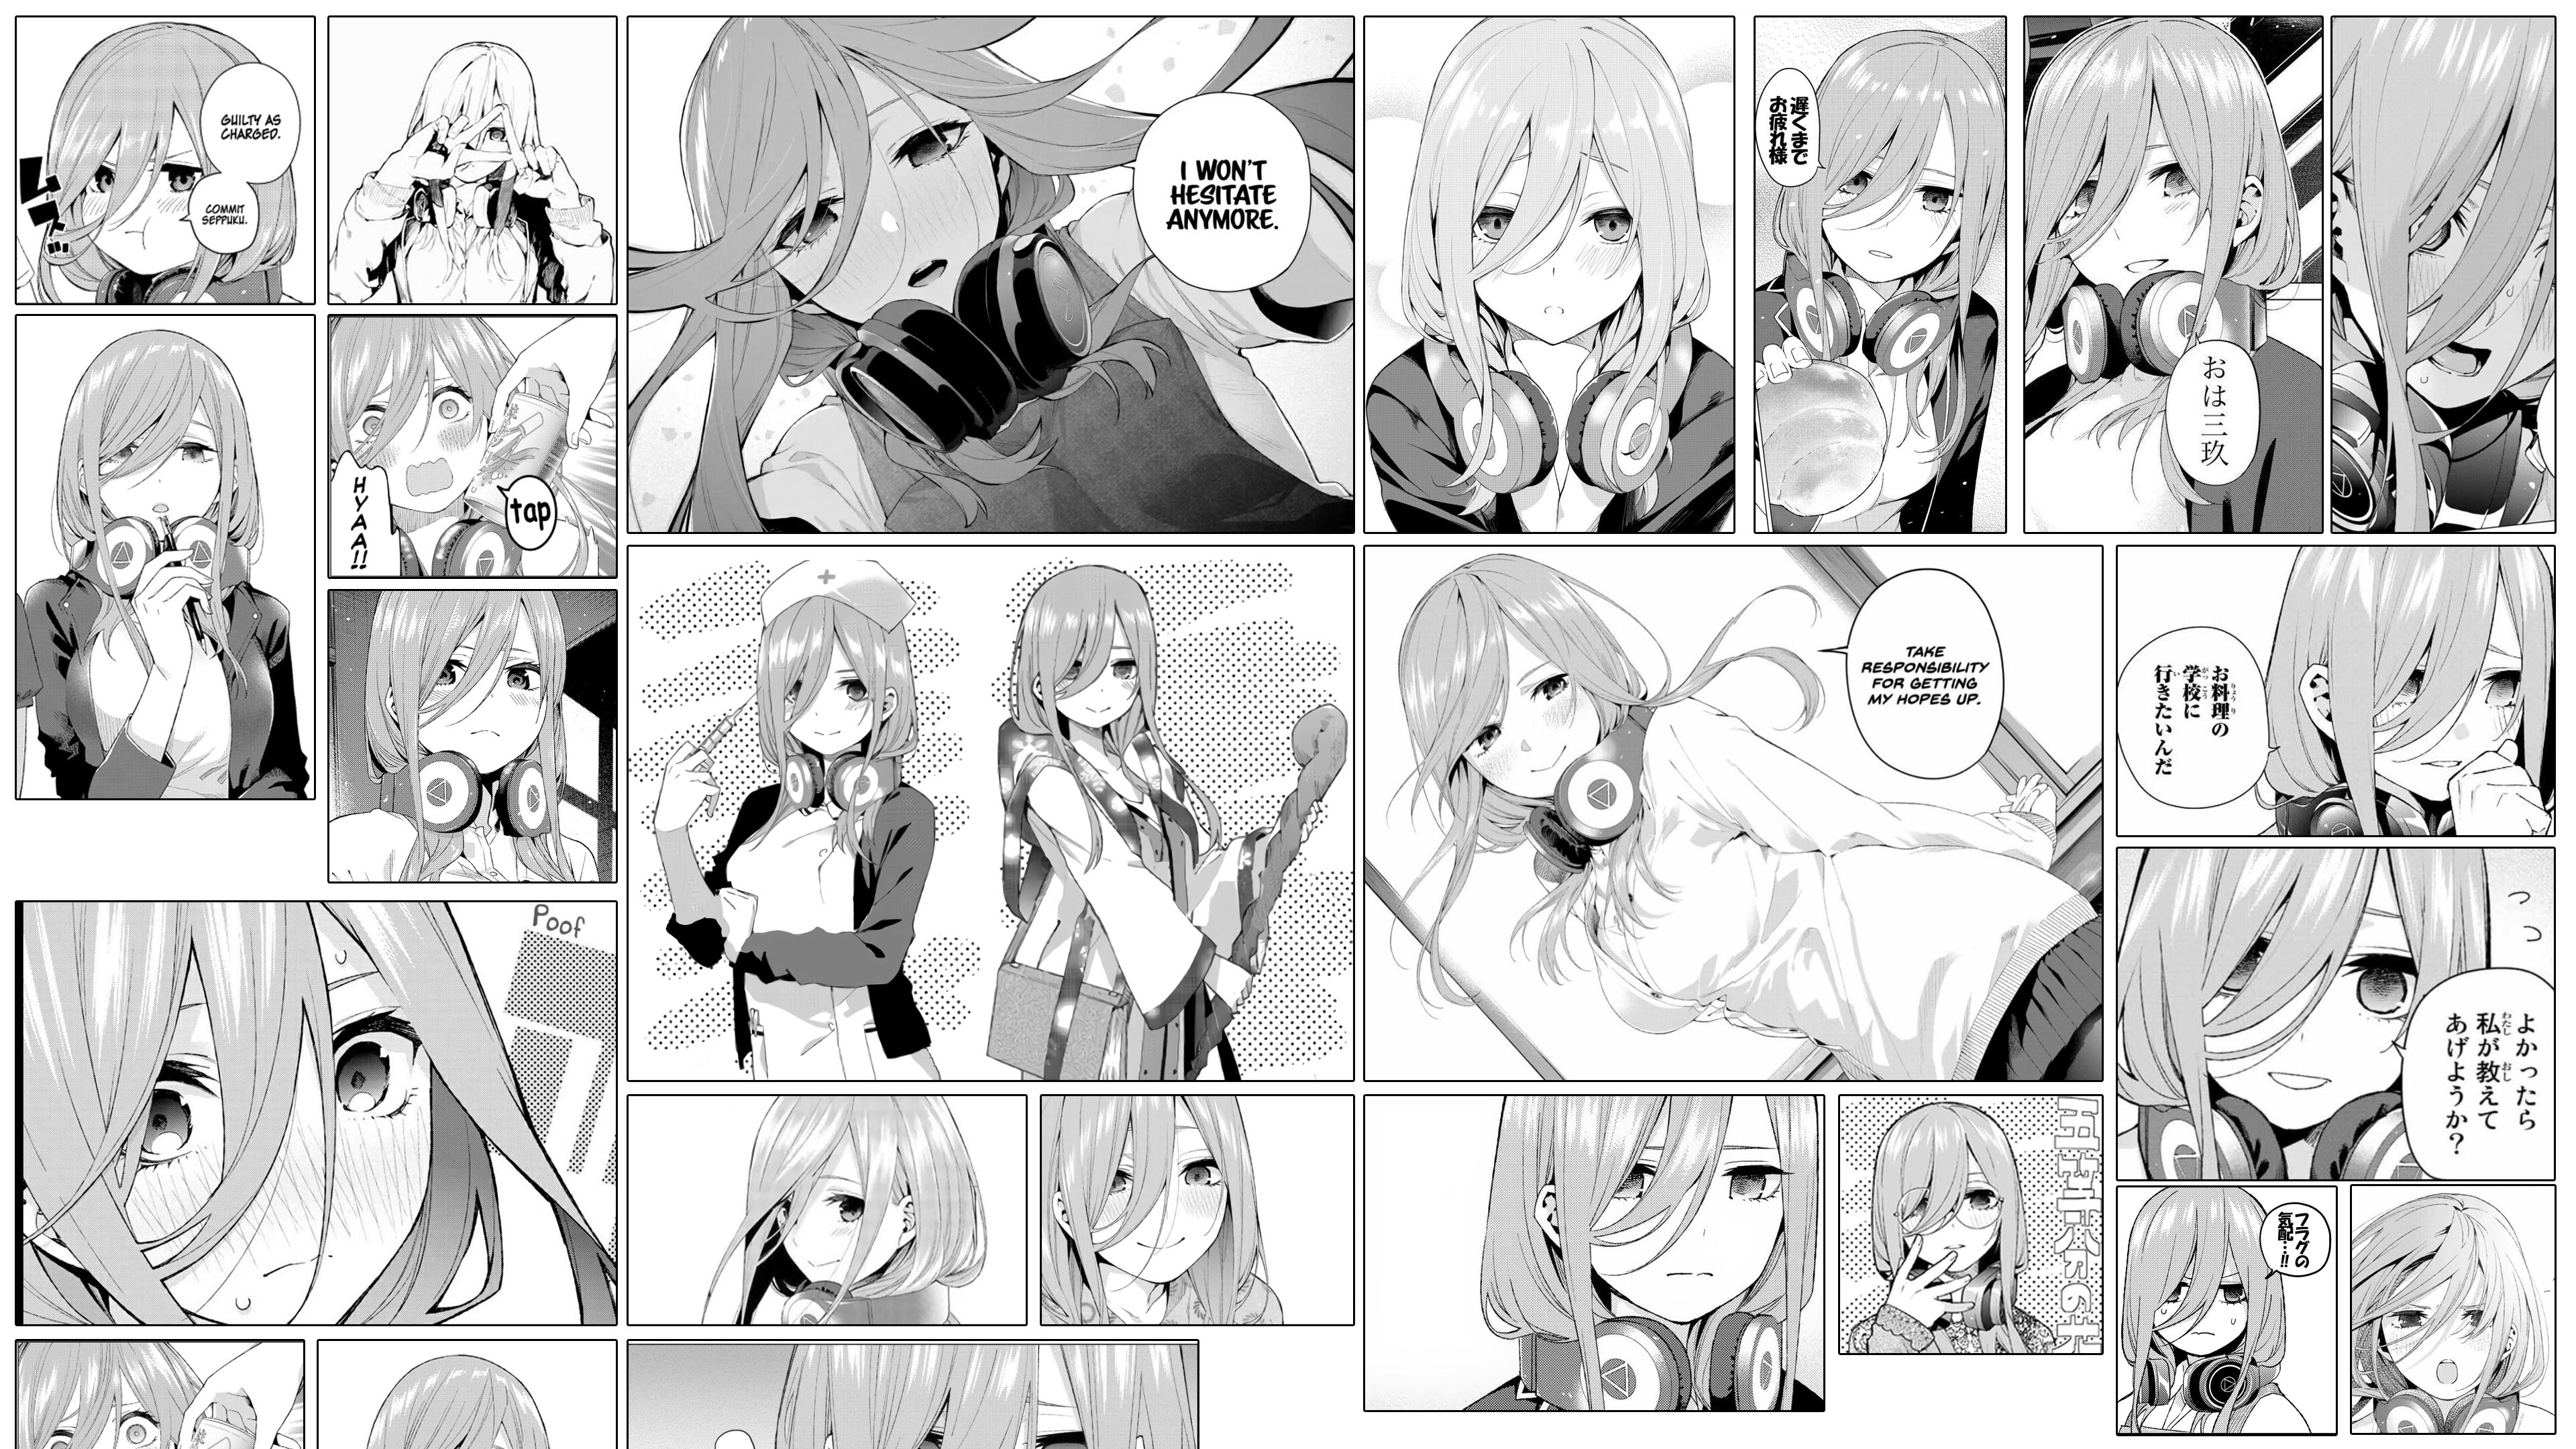 GUILTY AS
CHARGED.
COMMIT
SEPPUKU.
I WON'T
HESITATE
ANYMORE.
遅くまで
お疲れ様
おは三玖
HYAA!!
tap
TAKE
RESPONSIBILITY
FOR GETTING
MY HOPES UP.
お料理の
学校に
行きたいんだ
Poof
よかったら
私が教えて
あげようか?
フラグの
気配…!!